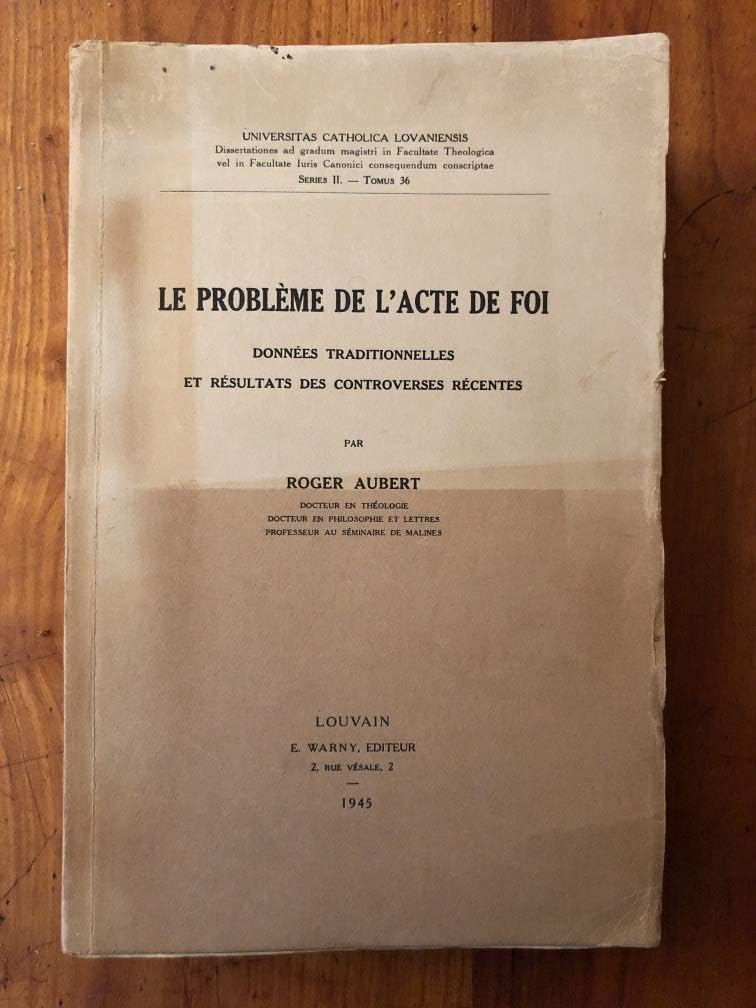 UNIVERSITAS CATHOLICA LOVANIENSIS
Dissertationes ad gradum magistri in Facultate Theologica
vel in Facultate Iuris Canonici consequendum conscriptae
SERIES II. — TOMUS 36
LE PROBLÈME DE L'ACTE DE FOI
DONNÉES TRADITIONNELLES
ET RÉSULTATS DES CONTROVERSES RÉCENTES
PAR
ROGER AUBERT
DOCTEUR EN THÉOLOGIE
DOCTEUR EN PHILOSOPHIE ET LETTRES
PROFESSEUR AU SÉMINAIRE DE MALINES
LOUVAIN
E. WARNY, EDITEUR
2, RUE VÉSALE, 2
—
1945